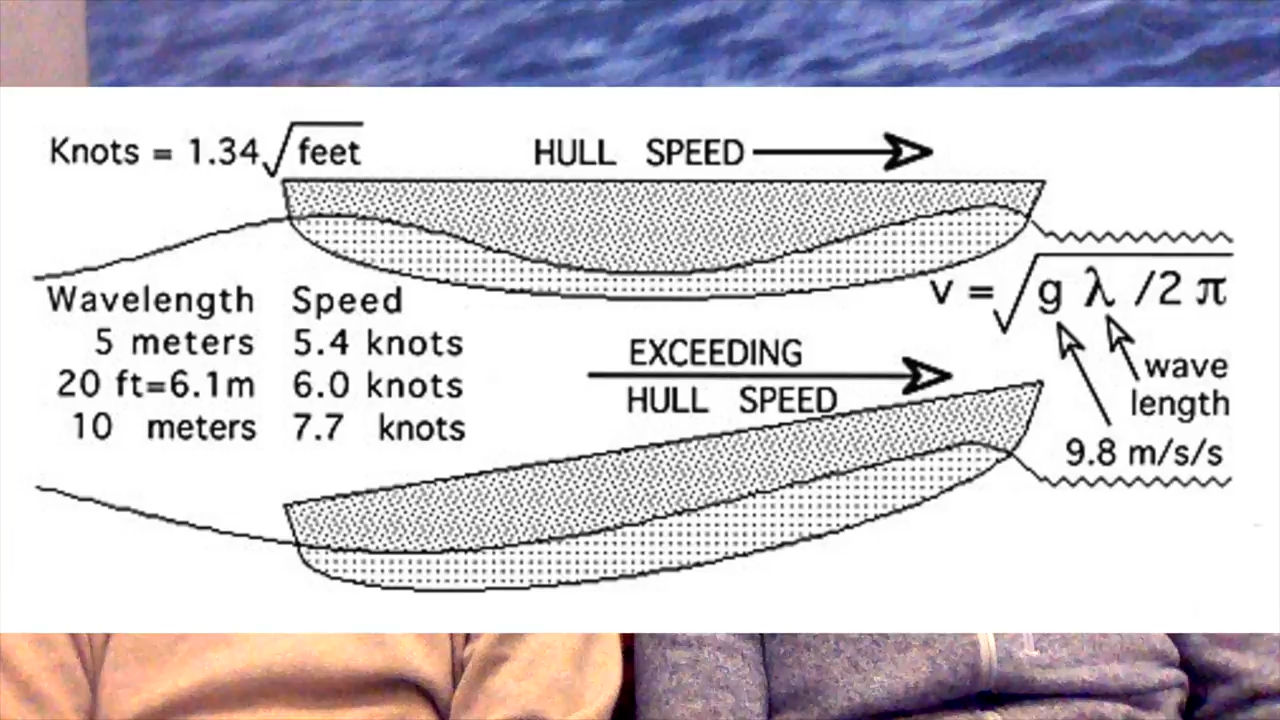 Knots = 1.34√feet
HULL SPEED
Wavelength Speed
5 meters 5.4 knots
20 ft=6.1m 6.0 knots
10 meters 7.7 knots
v = √g λ /2 π
EXCEEDING
HULL SPEED
wave
length
9.8 m/s/s